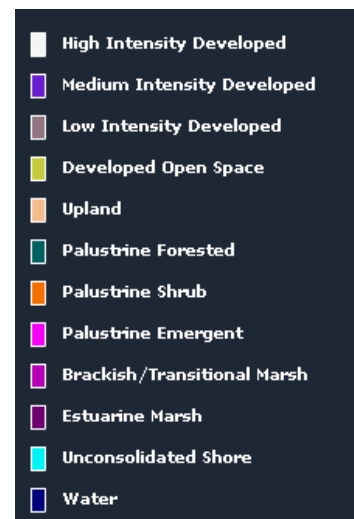 High Intensity Developed
Medium Intensity Developed
Low Intensity Developed
Developed Open Space
Upland
Palustrine Forested
Palustrine Shrub
Palustrine Emergent
Brackish/Transitional Marsh
Estuarine Marsh
Unconsolidated Shore
Water